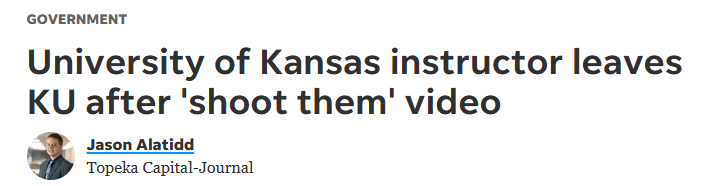 GOVERNMENT
University of Kansas instructor leaves
KU after 'shoot them' video
Jason Alatidd
Topeka Capital-Journal